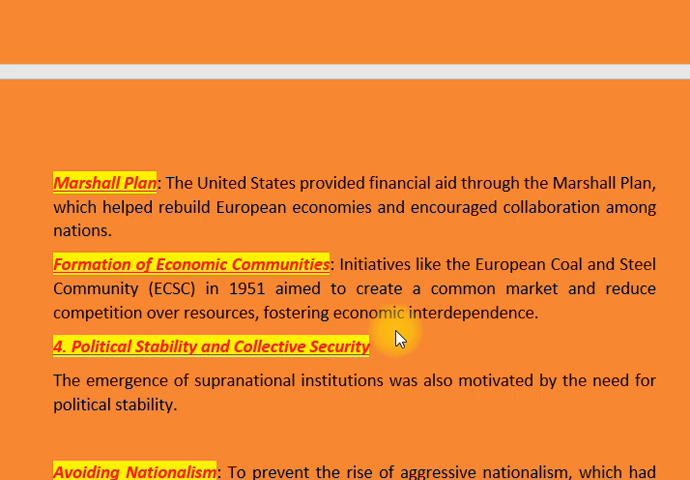 Marshall Plan: The United States provided financial aid through the Marshall Plan,
which helped rebuild European economies and encouraged collaboration among
nations.
Formation of Economic Communities: Initiatives like the European Coal and Steel
Community (ECSC) in 1951 aimed to create a common market and reduce
competition over resources, fostering economic interdependence.
4. Political Stability and Collective Security
The emergence of supranational institutions was also motivated by the need for
political stability.
Avoiding Nationalism: To prevent the rise of aggressive nationalism, which had